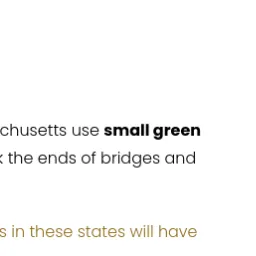 chusetts use small green
the ends of bridges and
s in these states will have